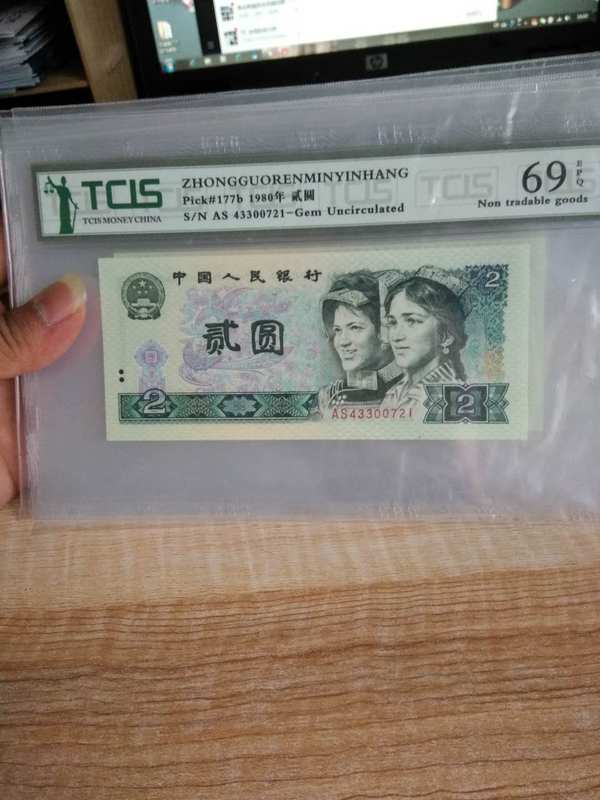 TCIS
TCIS MONEY CHINA
ZHONGGUORENMINYINHANG
Pick#177b 1980年 贰圆
S/N AS 43300721-Gem Uncirculated
69
EPQ
Non tradable goods
中国人民银行
2
贰圆
2
AS43300721
2
hp